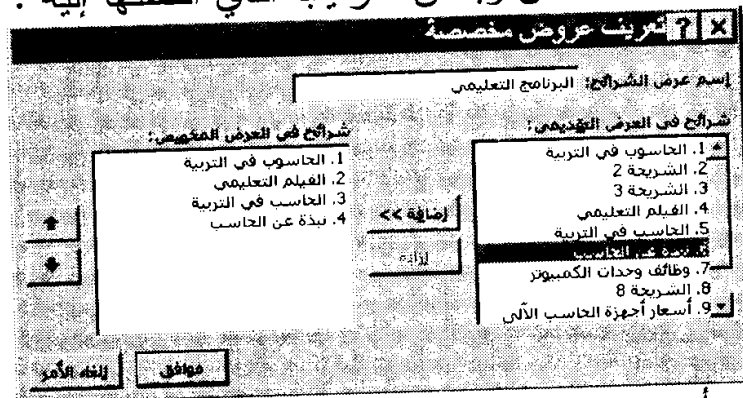 التي أضفتها إليه .
تعريف عروض مخصصة
إسم عرض الشرائح: البرنامج التعليمي
شرائح في العرض التقديمي:
1. الحاسوب في التربية
2. الشريحة 2
3. الشريحة 3
4. الفيلم التعليمي
5. الحاسب في التربية
6. نبذة عن الحاسب
7. وظائف وحدات الكمبيوتر
8. الشريحة 8
9. أسعار أجهزة الحاسب الآلي
إضافة >>
إزالة
شرائح في العرض المخصص:
1. الحاسوب في التربية
2. الفيلم التعليمي
3. الحاسب في التربية
4. نبذة عن الحاسب
موافق
إلغاء الأمر